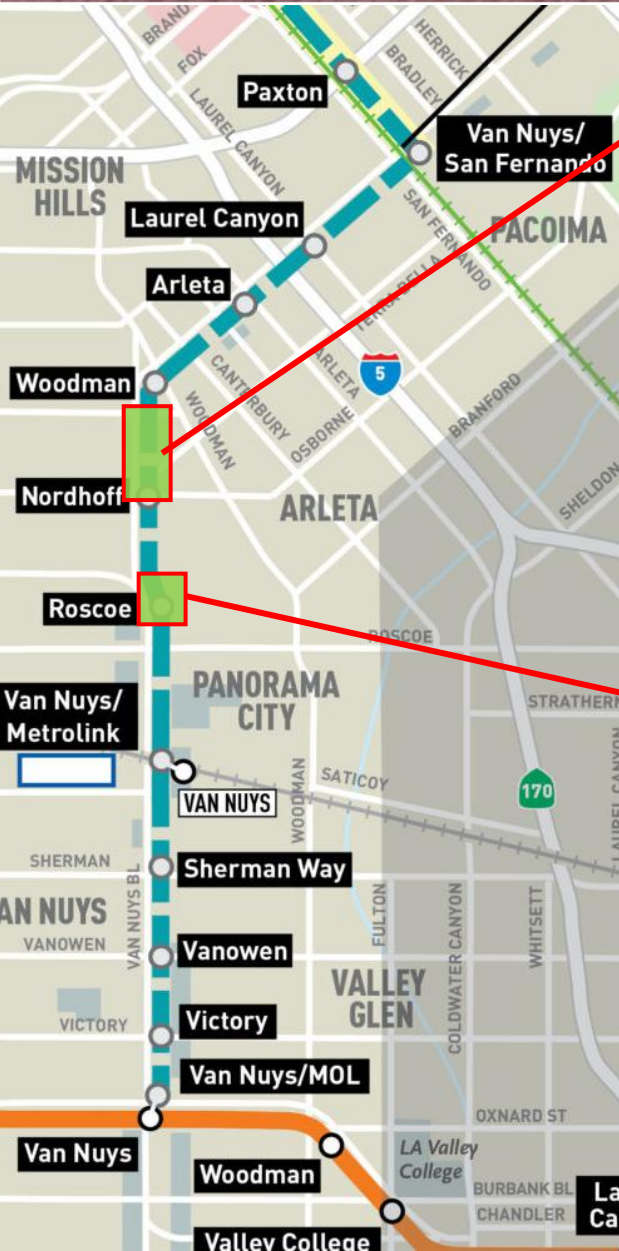 BRAND
FOX
HERRICK
BRADLEY
Paxton
LAUREL CANYON
Van Nuys/
San Fernando
MISSION
HILLS
SAN FERNANDO
Laurel Canyon
PACOIMA
TERRA BELLA
Arleta
ARLETA
5
CANTERBURY
Woodman
WOODMAN
OSBORNE
BRANFORD
SHELDON
Nordhoff
ARLETA
Roscoe
ROSCOE
PANORAMA
CITY
STRATHERN
Van Nuys/
Metrolink
VAN NUYS
WOODMAN
SATICOY
170
LAUREL CANYON
SHERMAN
Sherman Way
VAN NUYS BL
AN NUYS
VANOWEN
Vanowen
FULTON
COLDWATER CANYON
WHITSETT
VALLEY
GLEN
VICTORY
Victory
Van Nuys/MOL
OXNARD ST
Van Nuys
LA Valley
College
Woodman
BURBANK BL
CHANDLER
La
Ca
Valley College